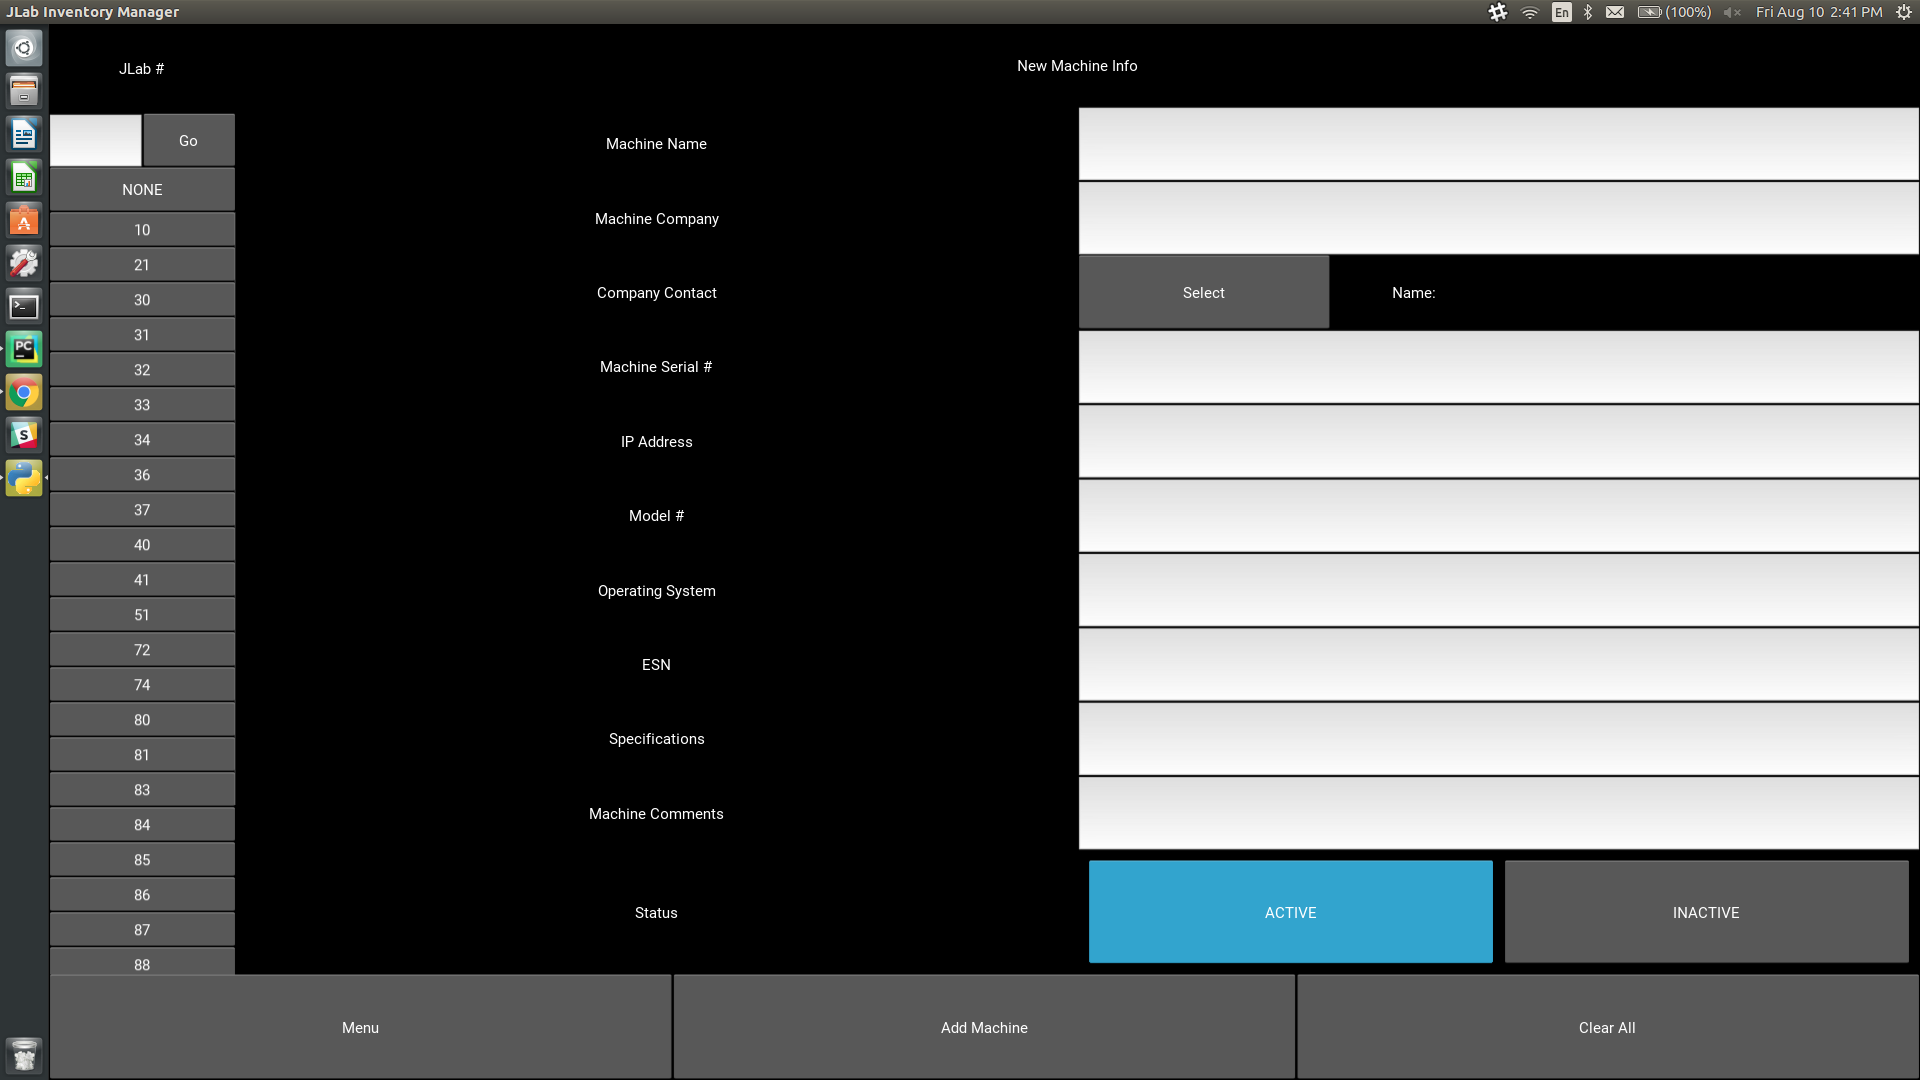 JLab Inventory Manager
En
(100%)
Fri Aug 10 2:41 PM
JLab #
New Machine Info
Go
NONE
10
21
30
31
32
33
34
36
37
40
41
51
72
74
80
81
83
84
85
86
87
88
Machine Name
Machine Company
Company Contact
Select
Name:
Machine Serial #
IP Address
Model #
Operating System
ESN
Specifications
Machine Comments
Status
ACTIVE
INACTIVE
PC
S
Menu
Add Machine
Clear All